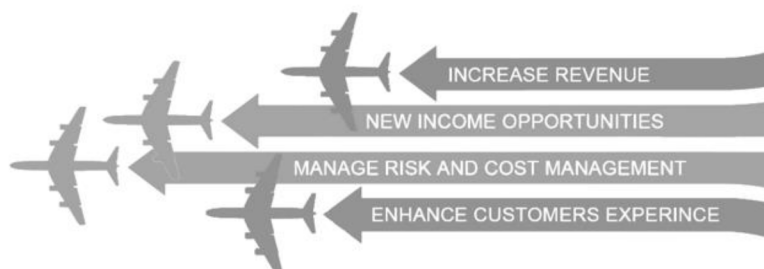 INCREASE REVENUE
NEW INCOME OPPORTUNITIES
MANAGE RISK AND COST MANAGEMENT
ENHANCE CUSTOMERS EXPERINCE